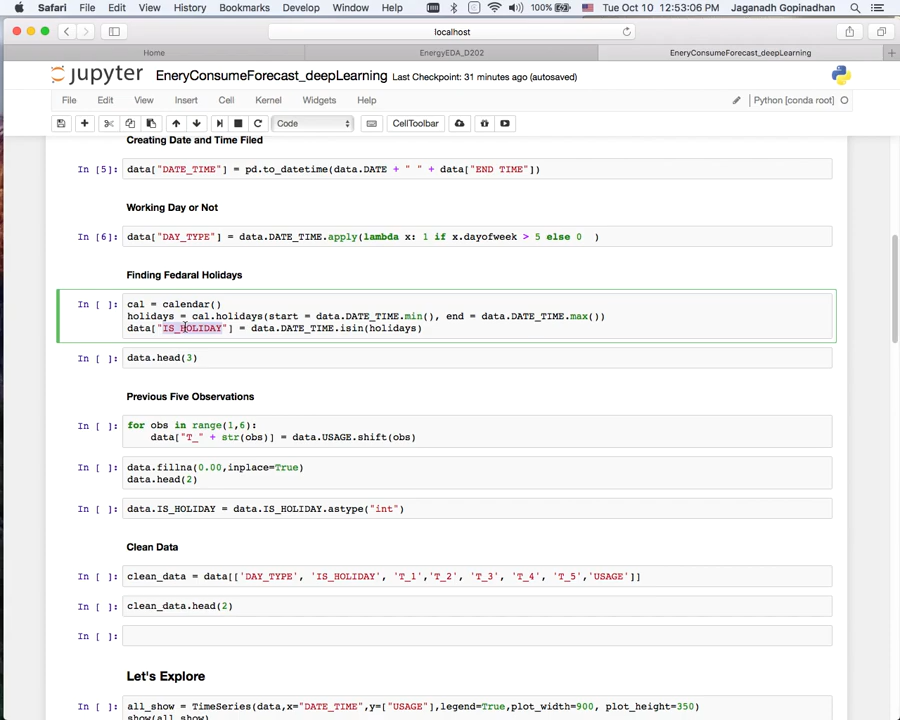 Safari File Edit View History Bookmarks Develop Window Help 100% Tue Oct 10 12:53:06 PM Jaganadh Gopinadhan
localhost
Home EnergyEDA_D202 EneryConsumeForecast_deepLearning
jupyter EneryConsumeForecast_deepLearning Last Checkpoint: 31 minutes ago (autosaved)
File Edit View Insert Cell Kernel Widgets Help Python [conda root]
Code CellToolbar
Creating Date and Time Filed
In [5]: data["DATE_TIME"] = pd.to_datetime(data.DATE + " " + data["END TIME"])
Working Day or Not
In [6]: data["DAY_TYPE"] = data.DATE_TIME.apply(lambda x: 1 if x.dayofweek > 5 else 0  )
Finding Fedaral Holidays
In [ ]: cal = calendar()
holidays = cal.holidays(start = data.DATE_TIME.min(), end = data.DATE_TIME.max())
data["IS_HOLIDAY"] = data.DATE_TIME.isin(holidays)
In [ ]: data.head(3)
Previous Five Observations
In [ ]: for obs in range(1,6):
data["T_" + str(obs)] = data.USAGE.shift(obs)
In [ ]: data.fillna(0.00,inplace=True)
data.head(2)
In [ ]: data.IS_HOLIDAY = data.IS_HOLIDAY.astype("int")
Clean Data
In [ ]: clean_data = data[['DAY_TYPE', 'IS_HOLIDAY', 'T_1','T_2', 'T_3', 'T_4', 'T_5','USAGE']]
In [ ]: clean_data.head(2)
In [ ]:
Let's Explore
In [ ]: all_show = TimeSeries(data,x="DATE_TIME",y=["USAGE"],legend=True,plot_width=900, plot_height=350)
show(all_show)